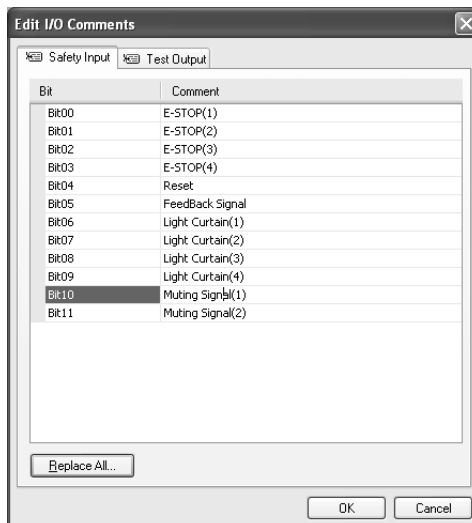 Edit I/O Comments
Safety Input Test Output
Bit Comment
Bit00 E-STOP(1)
Bit01 E-STOP(2)
Bit02 E-STOP(3)
Bit03 E-STOP(4)
Bit04 Reset
Bit05 FeedBack Signal
Bit06 Light Curtain(1)
Bit07 Light Curtain(2)
Bit08 Light Curtain(3)
Bit09 Light Curtain(4)
Bit10 Muting Signal(1)
Bit11 Muting Signal(2)
Replace All...
OK Cancel